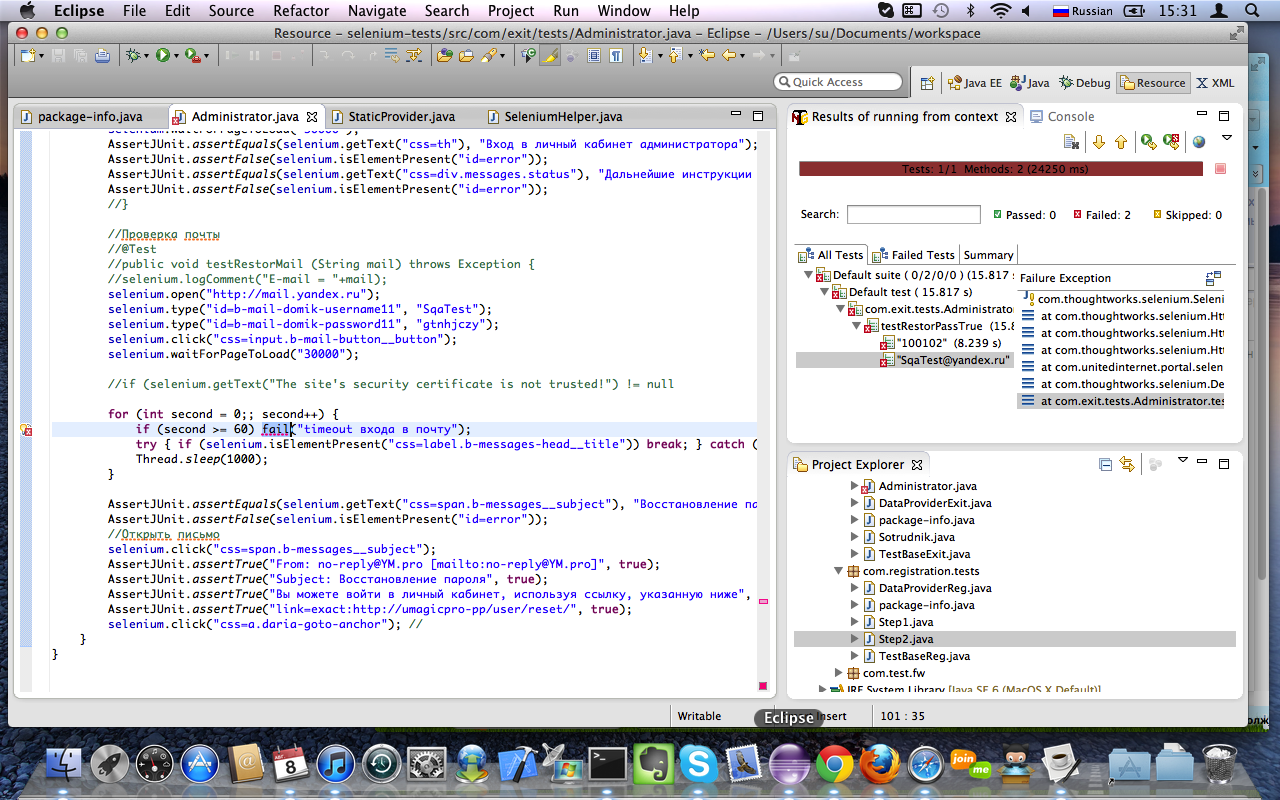 Eclipse File Edit Source Refactor Navigate Search Project Run Window Help Russian 15:31
Resource – selenium-tests/src/com/exit/tests/Administrator.java – Eclipse – /Users/su/Documents/workspace
Quick Access Java EE Java Debug Resource X XML
package-info.java Administrator.java StaticProvider.java SeleniumHelper.java
AssertJUnit.assertEquals(selenium.getText("css=th"), "Вход в личный кабинет администратора");
AssertJUnit.assertFalse(selenium.isElementPresent("id=error"));
AssertJUnit.assertEquals(selenium.getText("css=div.messages.status"), "Дальнейшие инструкции
AssertJUnit.assertFalse(selenium.isElementPresent("id=error"));
//}
//Проверка почты
//@Test
//public void testRestorMail (String mail) throws Exception {
//selenium.logComment("E-mail = "+mail);
selenium.open("http://mail.yandex.ru");
selenium.type("id=b-mail-domik-username11", "SqaTest");
selenium.type("id=b-mail-domik-password11", "gtnhjczy");
selenium.click("css=input.b-mail-button__button");
selenium.waitForPageToLoad("30000");
//if (selenium.getText("The site's security certificate is not trusted!") != null
for (int second = 0;; second++) {
if (second >= 60) fail("timeout входа в почту");
try { if (selenium.isElementPresent("css=label.b-messages-head__title")) break; } catch (
Thread.sleep(1000);
}
AssertJUnit.assertEquals(selenium.getText("css=span.b-messages__subject"), "Восстановление па
AssertJUnit.assertFalse(selenium.isElementPresent("id=error"));
//Открыть письмо
selenium.click("css=span.b-messages__subject");
AssertJUnit.assertTrue("From: no-reply@YM.pro [mailto:no-reply@YM.pro]", true);
AssertJUnit.assertTrue("Subject: Восстановление пароля", true);
AssertJUnit.assertTrue("Вы можете войти в личный кабинет, используя ссылку, указанную ниже",
AssertJUnit.assertTrue("link=exact:http://umagicpro-pp/user/reset/", true);
selenium.click("css=a.daria-goto-anchor"); //
}
}
Results of running from context Console
Tests: 1/1 Methods: 2 (24250 ms)
Search: Passed: 0 Failed: 2 Skipped: 0
All Tests Failed Tests Summary
Default suite ( 0/2/0/0 ) (15.817 s
Default test ( 15.817 s)
com.exit.tests.Administrator
testRestorPassTrue (15.8
"100102" (8.239 s)
"SqaTest@yandex.ru"
Failure Exception
com.thoughtworks.selenium.Seleni
at com.thoughtworks.selenium.Htt
at com.thoughtworks.selenium.Htt
at com.thoughtworks.selenium.Htt
at com.unitedinternet.portal.selen
at com.thoughtworks.selenium.De
at com.exit.tests.Administrator.tes
Project Explorer
Administrator.java
DataProviderExit.java
package-info.java
Sotrudnik.java
TestBaseExit.java
com.registration.tests
DataProviderReg.java
package-info.java
Step1.java
Step2.java
TestBaseReg.java
com.test.fw
JRE System Library [Java SE 6 (MacOS X Default)]
Writable Insert 101 : 35
Eclipse
join me